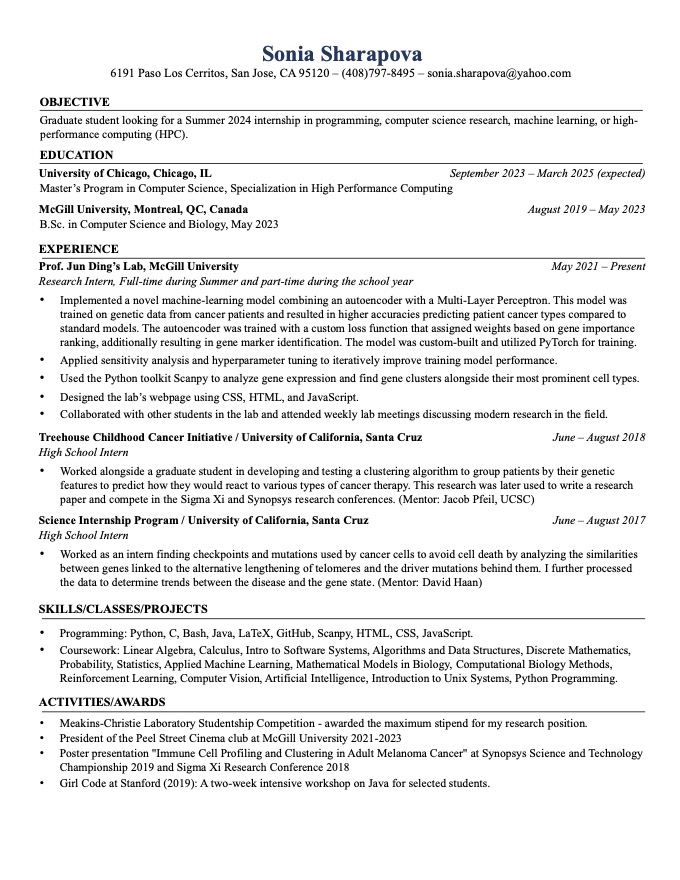 Sonia Sharapova
6191 Paso Los Cerritos, San Jose, CA 95120 – (408)797-8495 – sonia.sharapova@yahoo.com
OBJECTIVE
Graduate student looking for a Summer 2024 internship in programming, computer science research, machine learning, or high-
performance computing (HPC).
EDUCATION
University of Chicago, Chicago, IL September 2023 – March 2025 (expected)
Master's Program in Computer Science, Specialization in High Performance Computing
McGill University, Montreal, QC, Canada August 2019 – May 2023
B.Sc. in Computer Science and Biology, May 2023
EXPERIENCE
Prof. Jun Ding's Lab, McGill University May 2021 – Present
Research Intern, Full-time during Summer and part-time during the school year
• Implemented a novel machine-learning model combining an autoencoder with a Multi-Layer Perceptron. This model was
trained on genetic data from cancer patients and resulted in higher accuracies predicting patient cancer types compared to
standard models. The autoencoder was trained with a custom loss function that assigned weights based on gene importance
ranking, additionally resulting in gene marker identification. The model was custom-built and utilized PyTorch for training.
• Applied sensitivity analysis and hyperparameter tuning to iteratively improve training model performance.
• Used the Python toolkit Scanpy to analyze gene expression and find gene clusters alongside their most prominent cell types.
• Designed the lab's webpage using CSS, HTML, and JavaScript.
• Collaborated with other students in the lab and attended weekly lab meetings discussing modern research in the field.
Treehouse Childhood Cancer Initiative / University of California, Santa Cruz June – August 2018
High School Intern
• Worked alongside a graduate student in developing and testing a clustering algorithm to group patients by their genetic
features to predict how they would react to various types of cancer therapy. This research was later used to write a research
paper and compete in the Sigma Xi and Synopsys research conferences. (Mentor: Jacob Pfeil, UCSC)
Science Internship Program / University of California, Santa Cruz June – August 2017
High School Intern
• Worked as an intern finding checkpoints and mutations used by cancer cells to avoid cell death by analyzing the similarities
between genes linked to the alternative lengthening of telomeres and the driver mutations behind them. I further processed
the data to determine trends between the disease and the gene state. (Mentor: David Haan)
SKILLS/CLASSES/PROJECTS
• Programming: Python, C, Bash, Java, LaTeX, GitHub, Scanpy, HTML, CSS, JavaScript.
• Coursework: Linear Algebra, Calculus, Intro to Software Systems, Algorithms and Data Structures, Discrete Mathematics,
Probability, Statistics, Applied Machine Learning, Mathematical Models in Biology, Computational Biology Methods,
Reinforcement Learning, Computer Vision, Artificial Intelligence, Introduction to Unix Systems, Python Programming.
ACTIVITIES/AWARDS
• Meakins-Christie Laboratory Studentship Competition - awarded the maximum stipend for my research position.
• President of the Peel Street Cinema club at McGill University 2021-2023
• Poster presentation "Immune Cell Profiling and Clustering in Adult Melanoma Cancer" at Synopsys Science and Technology
Championship 2019 and Sigma Xi Research Conference 2018
• Girl Code at Stanford (2019): A two-week intensive workshop on Java for selected students.